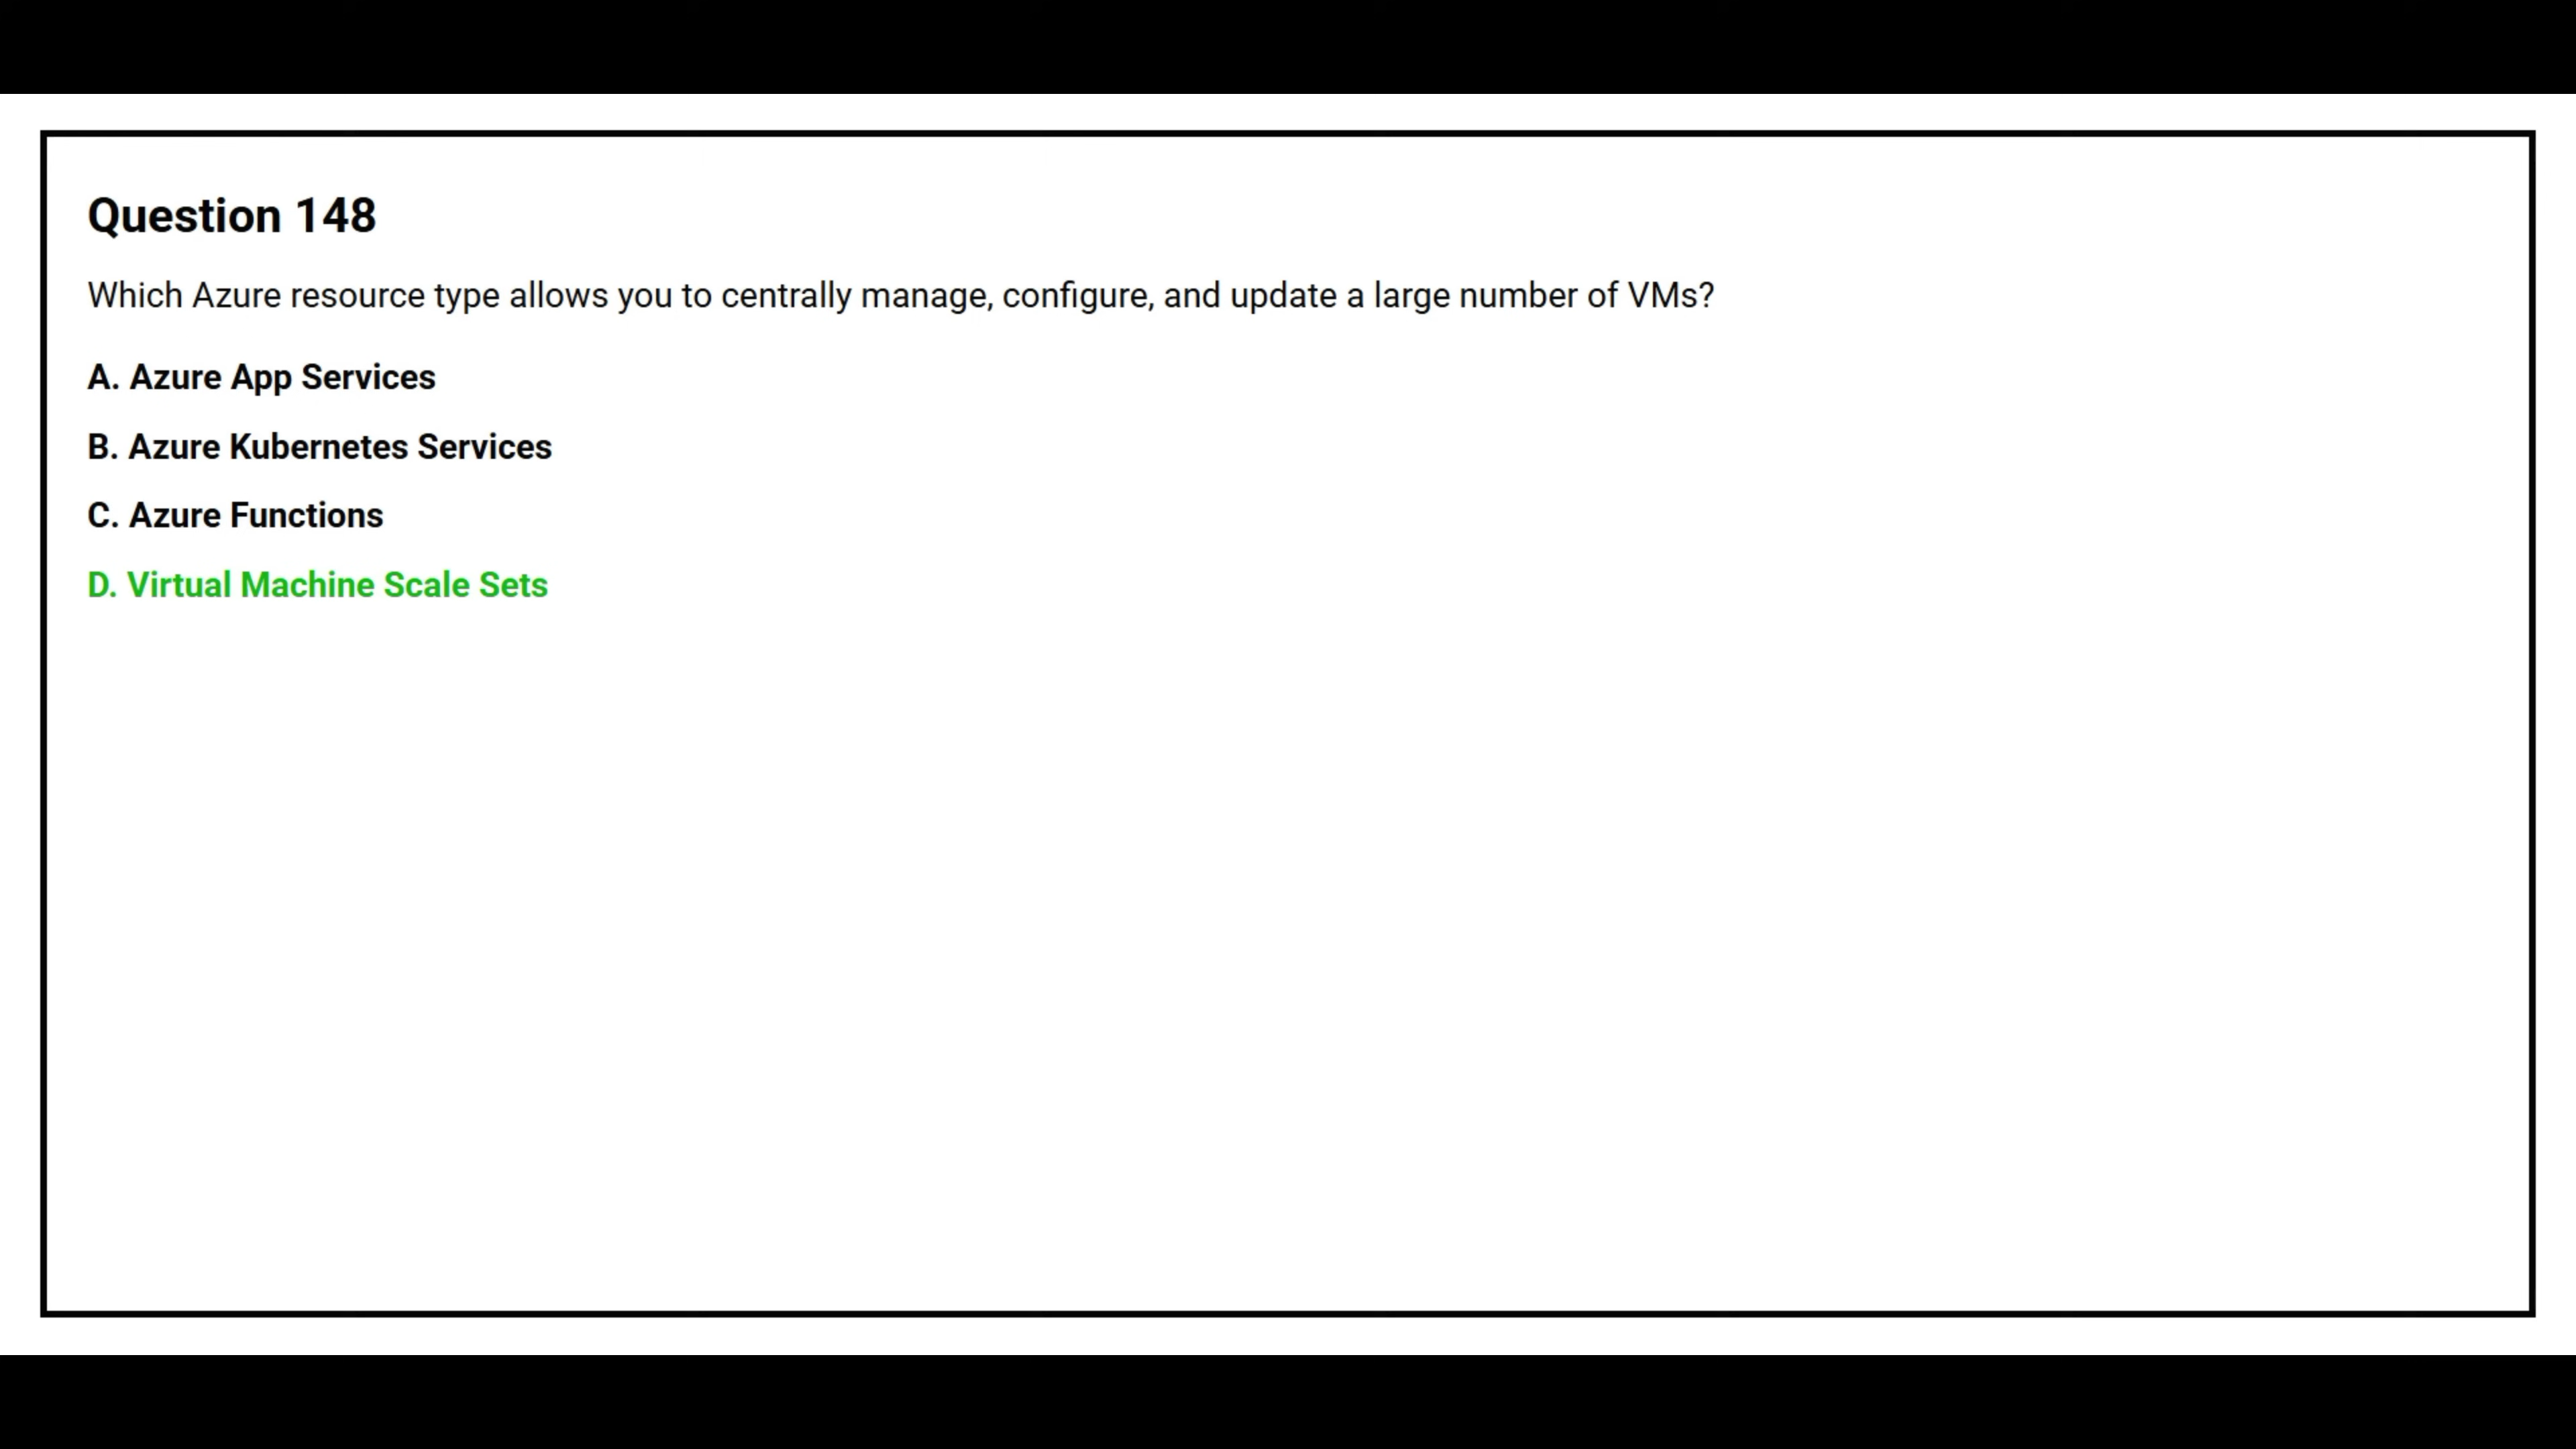 Question 148
Which Azure resource type allows you to centrally manage, configure, and update a large number of VMs?
A. Azure App Services
B. Azure Kubernetes Services
C. Azure Functions
D. Virtual Machine Scale Sets